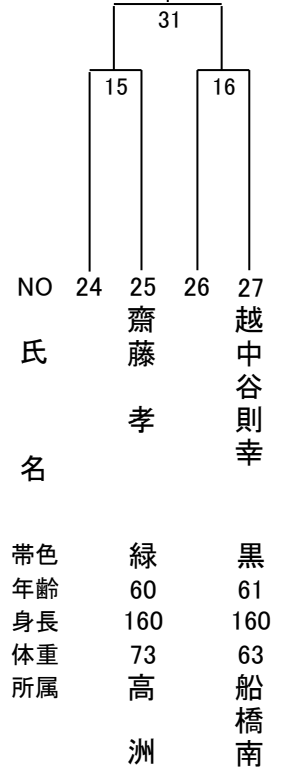 31
15 16
NO 24 25 26 27
氏名 齋藤 孝 越中谷則幸
帯色 緑 黒
年齢 60 61
身長 160 160
体重 73 63
所属 高洲 船橋南